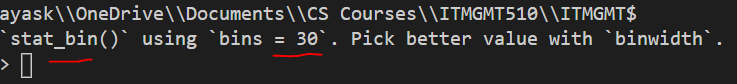 ayask\\OneDrive\\Documents\\CS Courses\\ITMGMT510\\ITMGMT$
`stat_bin()` using `bins = 30`. Pick better value with `binwidth`.
>